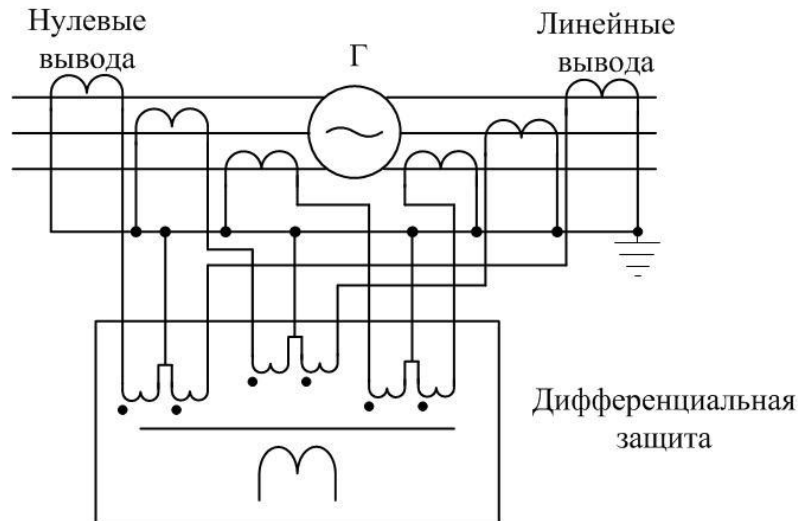 Нулевые
вывода
Г
Линейные
вывода
Дифференциальная
защита